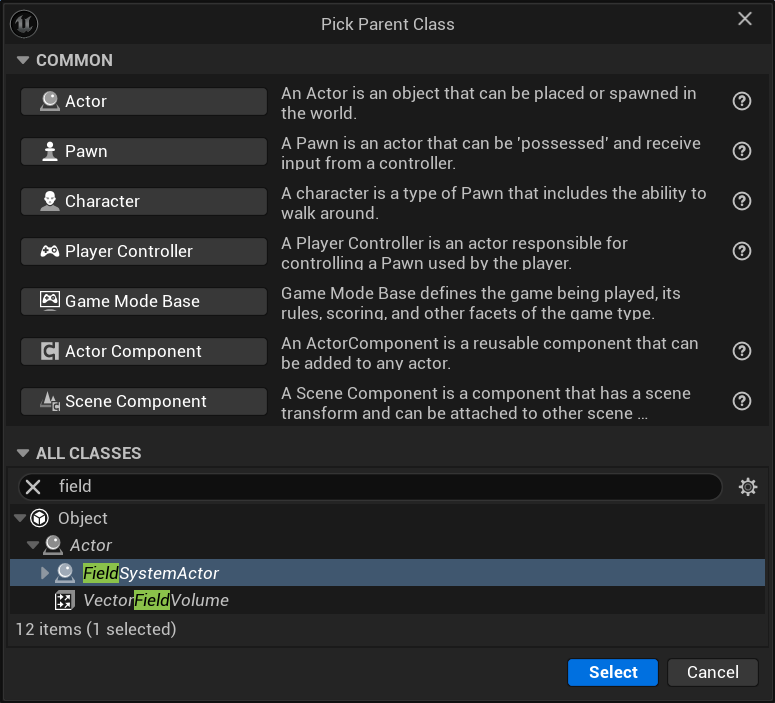 Pick Parent Class
COMMON
Actor
An Actor is an object that can be placed or spawned in
the world.
Pawn
A Pawn is an actor that can be 'possessed' and receive
input from a controller.
Character
A character is a type of Pawn that includes the ability to
walk around.
Player Controller
A Player Controller is an actor responsible for
controlling a Pawn used by the player.
Game Mode Base
Game Mode Base defines the game being played, its
rules, scoring, and other facets of the game type.
Actor Component
An ActorComponent is a reusable component that can
be added to any actor.
Scene Component
A Scene Component is a component that has a scene
transform and can be attached to other scene ...
ALL CLASSES
field
Object
Actor
FieldSystemActor
VectorFieldVolume
12 items (1 selected)
Select
Cancel